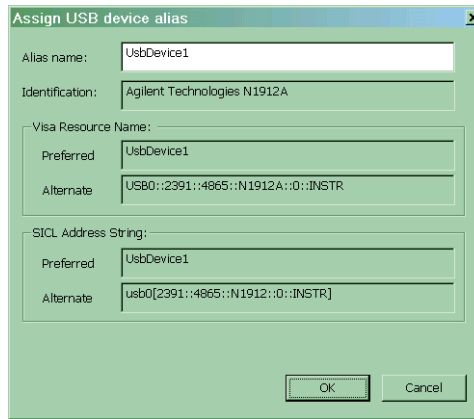 Assign USB device alias
Alias name: UsbDevice1
Identification: Agilent Technologies N1912A
Visa Resource Name:
Preferred UsbDevice1
Alternate USB0::2391::4865::N1912A::0::INSTR
SICL Address String:
Preferred UsbDevice1
Alternate usb0[2391::4865::N1912::0::INSTR]
OK Cancel